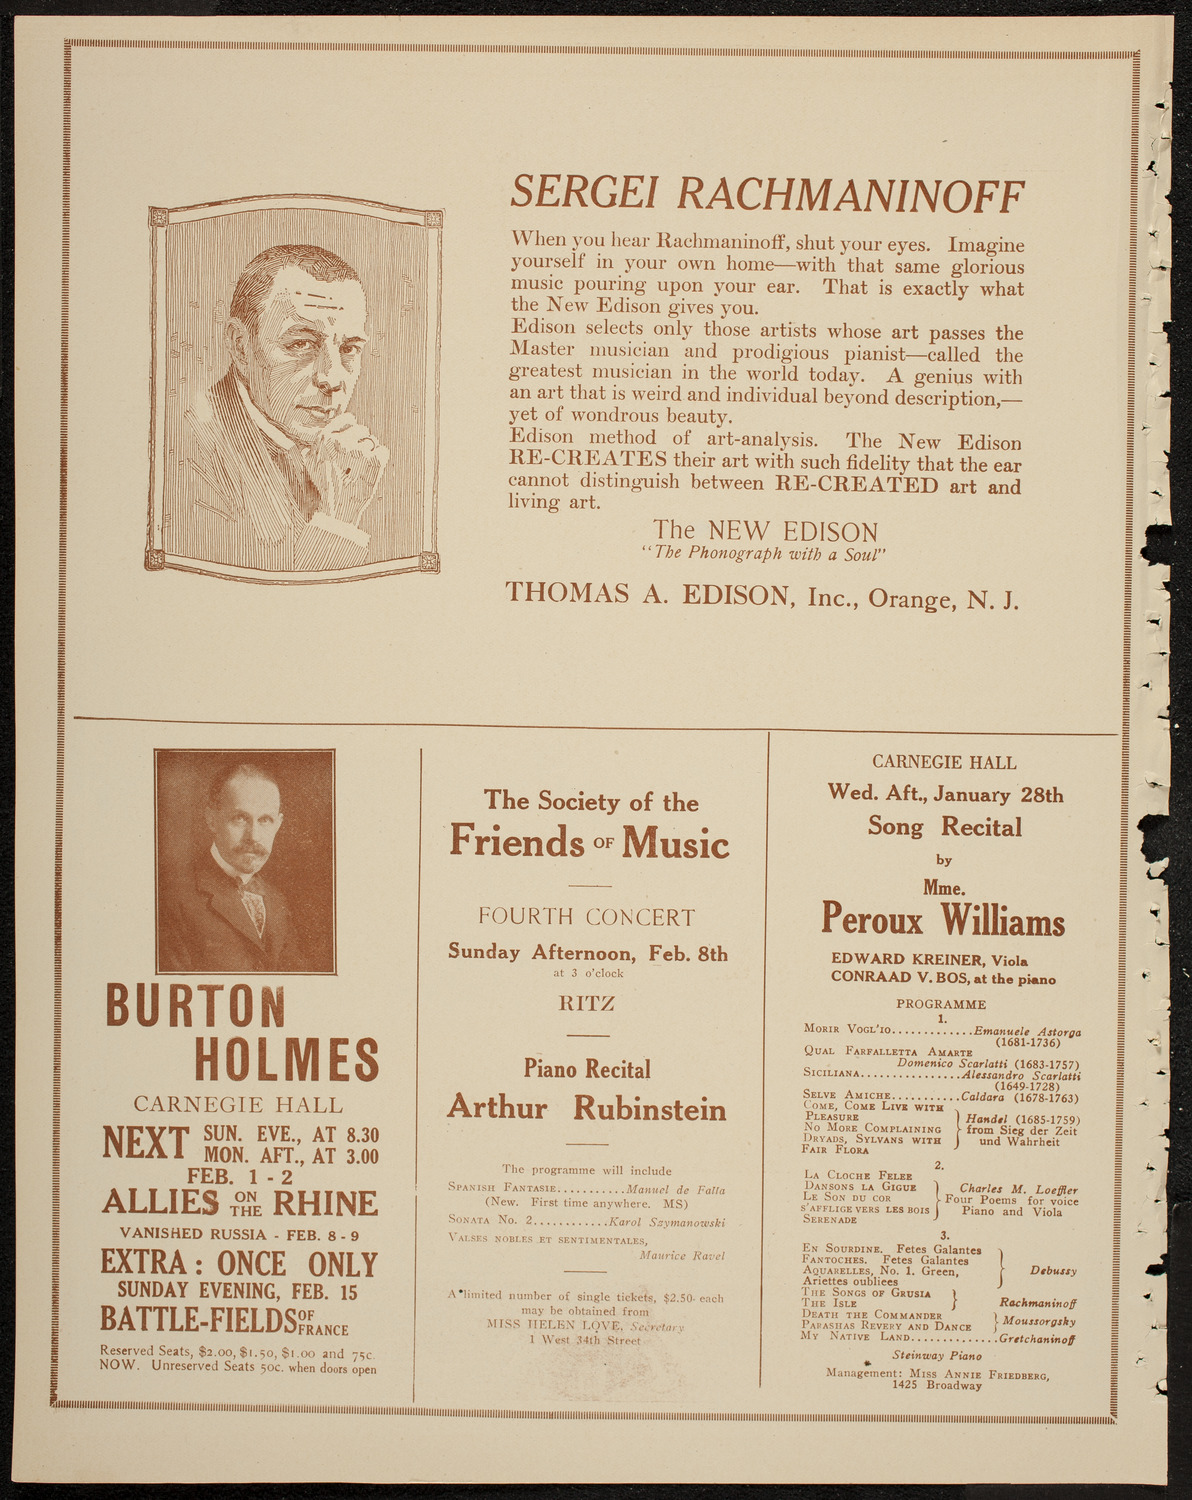 SERGEI RACHMANINOFF
When you hear Rachmaninoff, shut your eyes. Imagine
yourself in your own home—with that same glorious
music pouring upon your ear. That is exactly what
the New Edison gives you.
Edison selects only those artists whose art passes the
Master musician and prodigious pianist—called the
greatest musician in the world today. A genius with
an art that is weird and individual beyond description,—
yet of wondrous beauty.
Edison method of art-analysis. The New Edison
RE-CREATES their art with such fidelity that the ear
cannot distinguish between RE-CREATED art and
living art.
The NEW EDISON
"The Phonograph with a Soul"
THOMAS A. EDISON, Inc., Orange, N. J.
BURTON
HOLMES
CARNEGIE HALL
NEXT SUN. EVE., AT 8.30
MON. AFT., AT 3.00
FEB. 1 - 2
ALLIES ON THE RHINE
VANISHED RUSSIA - FEB. 8 - 9
EXTRA : ONCE ONLY
SUNDAY EVENING, FEB. 15
BATTLE-FIELDS OF FRANCE
Reserved Seats, $2.00, $1.50, $1.00 and 75c.
NOW. Unreserved Seats 50c. when doors open
The Society of the
Friends OF Music
FOURTH CONCERT
Sunday Afternoon, Feb. 8th
at 3 o'clock
RITZ
Piano Recital
Arthur Rubinstein
The programme will include
SPANISH FANTASIE...........Manuel de Falla
(New. First time anywhere. MS)
SONATA No. 2............Karol Szymanowski
VALSES NOBLES ET SENTIMENTALES,
Maurice Ravel
A limited number of single tickets, $2.50 each
may be obtained from
MISS HELEN LOVE, Secretary
1 West 34th Street
CARNEGIE HALL
Wed. Aft., January 28th
Song Recital
by
Mme.
Peroux Williams
EDWARD KREINER, Viola
CONRAAD V. BOS, at the piano
PROGRAMME
1.
MORIR VOGL'IO.............Emanuele Astorga
(1681-1736)
QUAL FARFALLETTA AMARTE
Domenico Scarlatti (1683-1757)
SICILIANA................Alessandro Scarlatti
(1649-1728)
SELVE AMICHE...........Caldara (1678-1763)
COME, COME LIVE WITH
PLEASURE
NO MORE COMPLAINING
DRYADS, SYLVANS WITH
FAIR FLORA
Handel (1685-1759)
from Sieg der Zeit
und Wahrheit
2.
LA CLOCHE FELEE
DANSONS LA GIGUE
LE SON DU COR
S'AFFLIGE VERS LES BOIS
SERENADE
Charles M. Loeffler
Four Poems for voice
Piano and Viola
3.
EN SOURDINE. Fetes Galantes
FANTOCHES. Fetes Galantes
AQUARELLES, No. 1. Green,
Ariettes oubliees
Debussy
THE SONGS OF GRUSIA
THE ISLE
Rachmaninoff
DEATH THE COMMANDER
PARASHAS REVERY AND DANCE
Moussorgsky
MY NATIVE LAND..............Gretchaninoff
Steinway Piano
Management: MISS ANNIE FRIEDBERG,
1425 Broadway